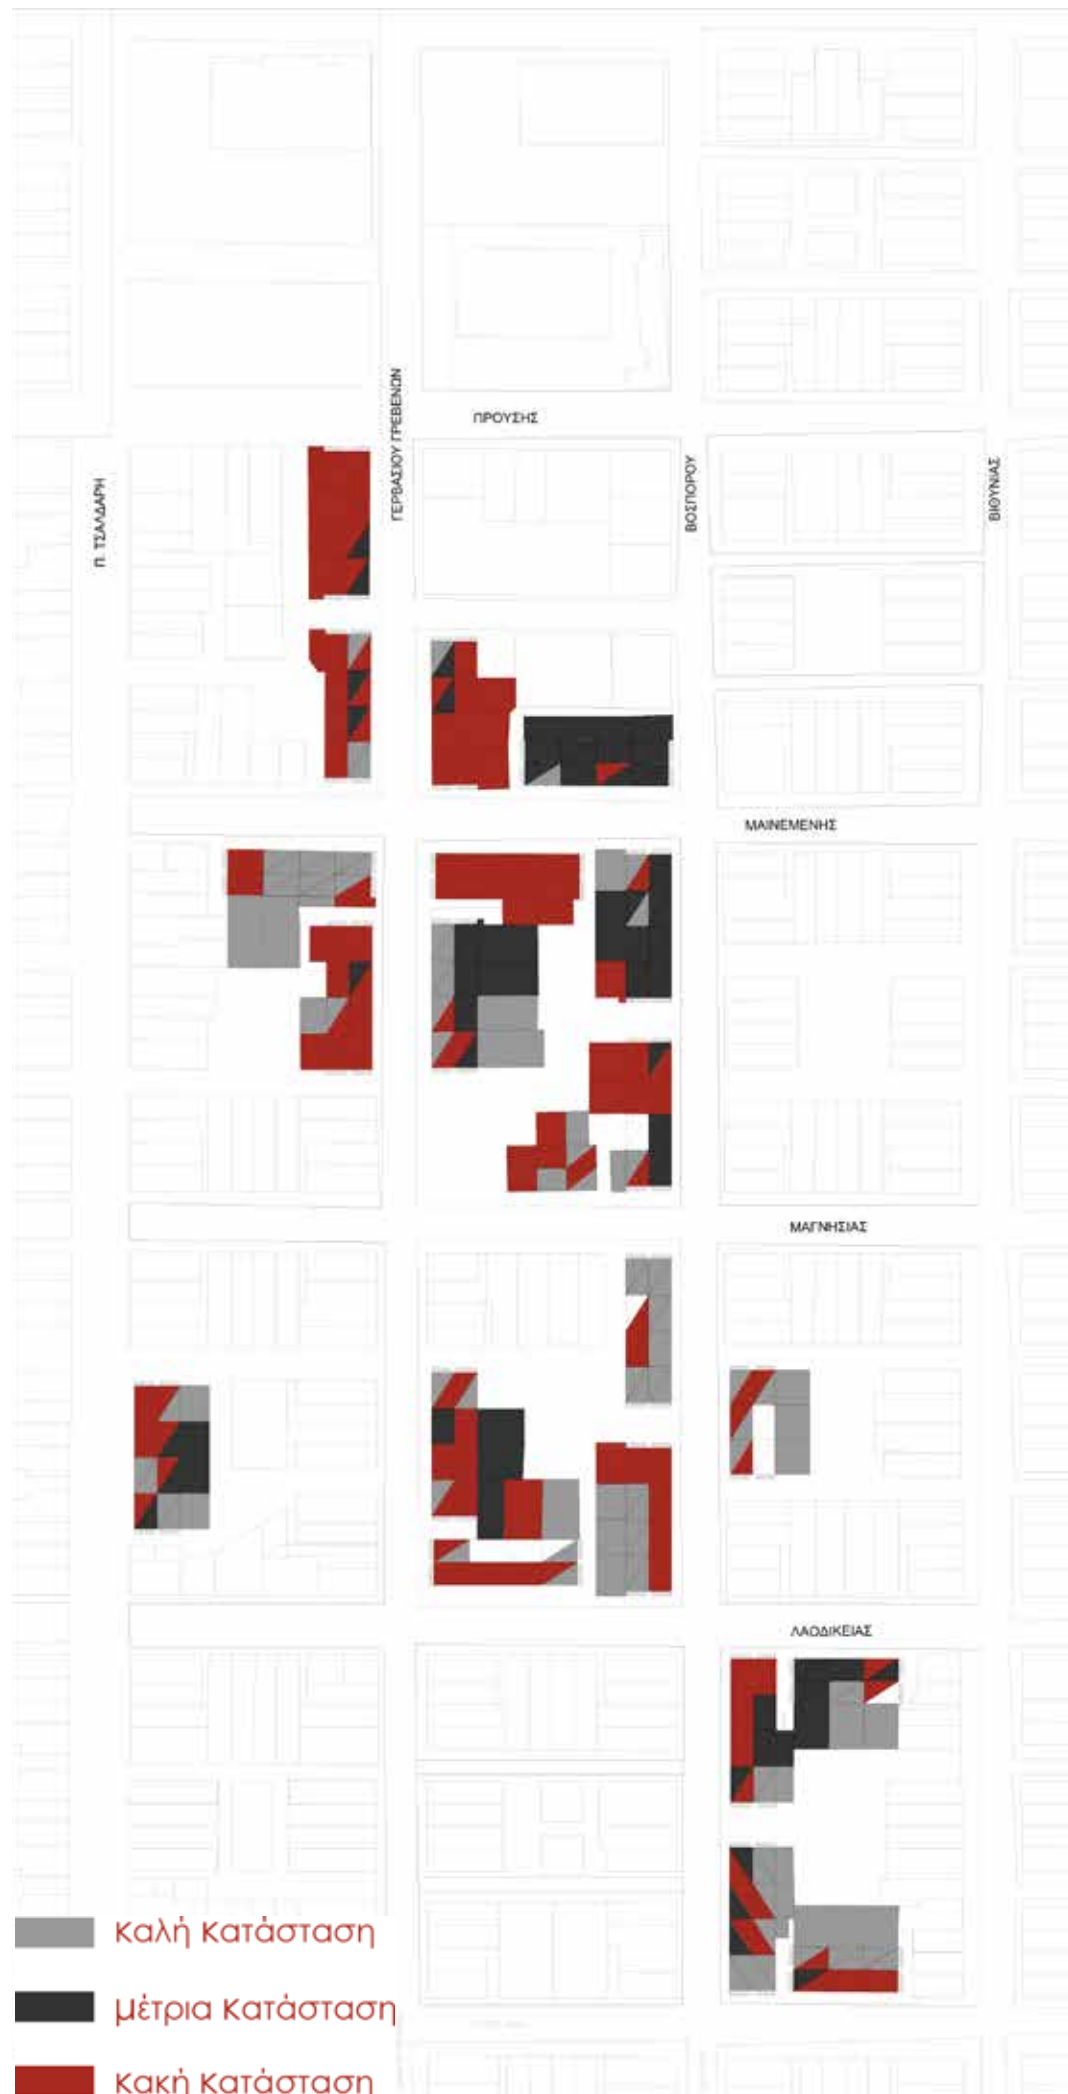 ΠΡΟΥΣΗΣ
ΓΕΡΒΑΣΙΟΥ ΓΡΕΒΕΝΩΝ
Π. ΤΣΑΛΔΑΡΗ
ΒΟΣΠΟΡΟΥ
ΒΙΘΥΝΙΑΣ
ΜΑΙΝΕΜΕΝΗΣ
ΜΑΓΝΗΣΙΑΣ
ΛΑΟΔΙΚΕΙΑΣ
Καλή Κατάσταση
μέτρια Κατάσταση
Κακή Κατάσταση